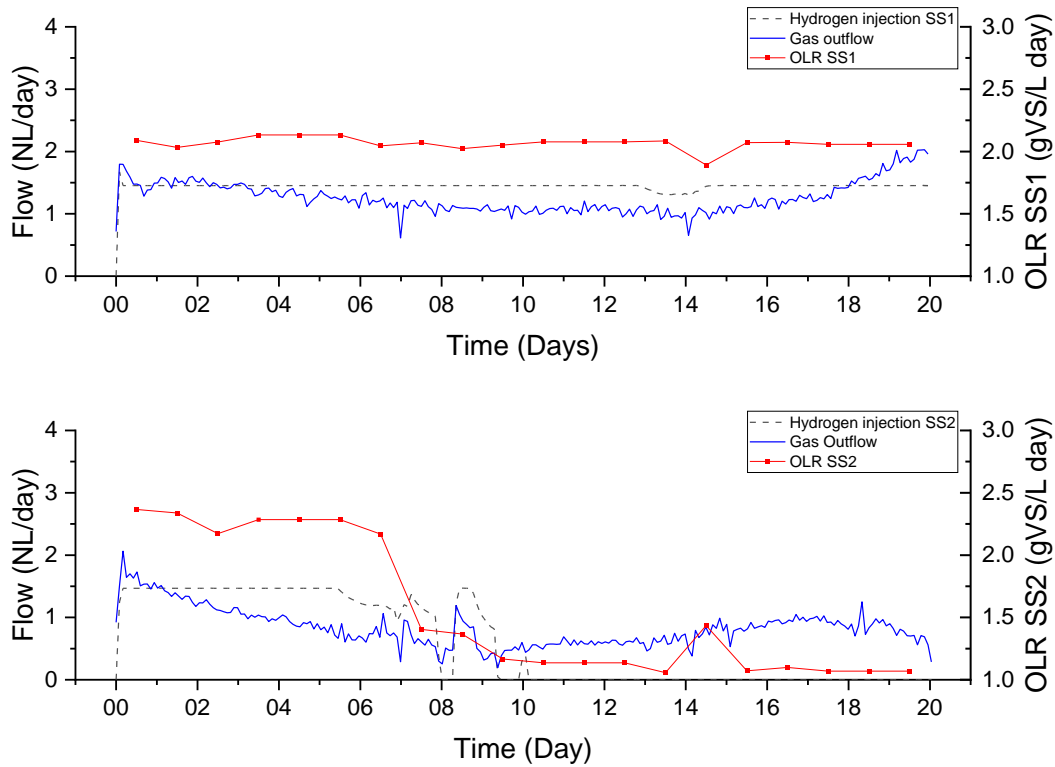 Hydrogen injection SS1
Gas outflow
OLR SS1
4 3 2 1 0
Flow (NL/day)
3.0 2.5 2.0 1.5 1.0
OLR SS1 (gVS/L day)
00 02 04 06 08 10 12 14 16 18 20
Time (Days)
Hydrogen injection SS2
Gas Outflow
OLR SS2
4 3 2 1 0
Flow (NL/day)
3.0 2.5 2.0 1.5 1.0
OLR SS2 (gVS/L day)
00 02 04 06 08 10 12 14 16 18 20
Time (Day)